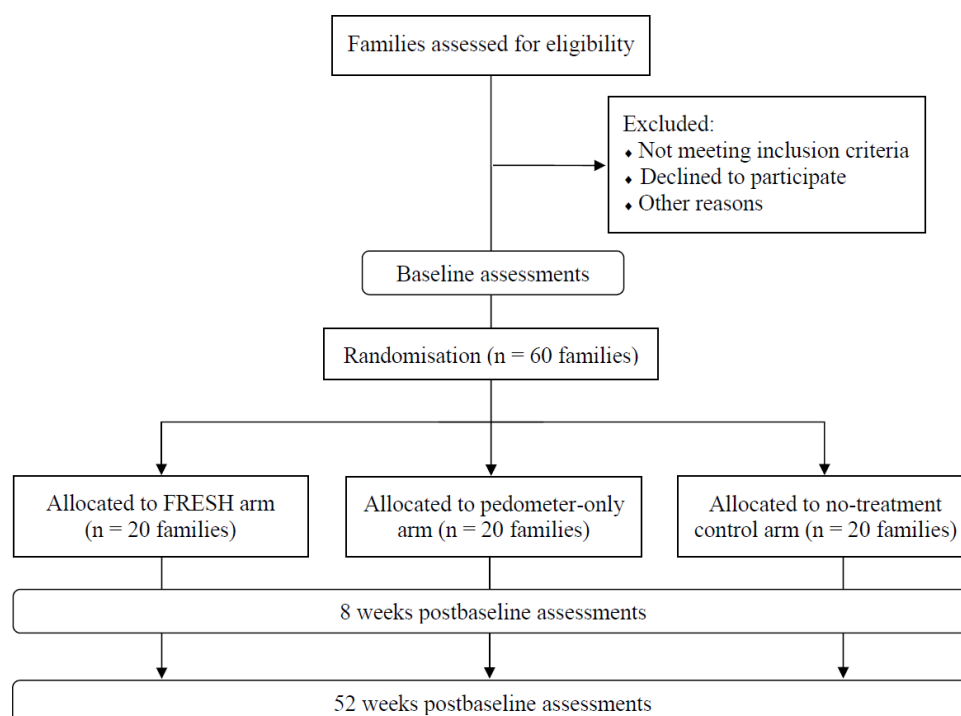 Families assessed for eligibility
Excluded:
⬧ Not meeting inclusion criteria
⬧ Declined to participate
⬧ Other reasons
Baseline assessments
Randomisation (n = 60 families)
Allocated to FRESH arm
(n = 20 families)
Allocated to pedometer-only
arm (n = 20 families)
Allocated to no-treatment
control arm (n = 20 families)
8 weeks postbaseline assessments
52 weeks postbaseline assessments